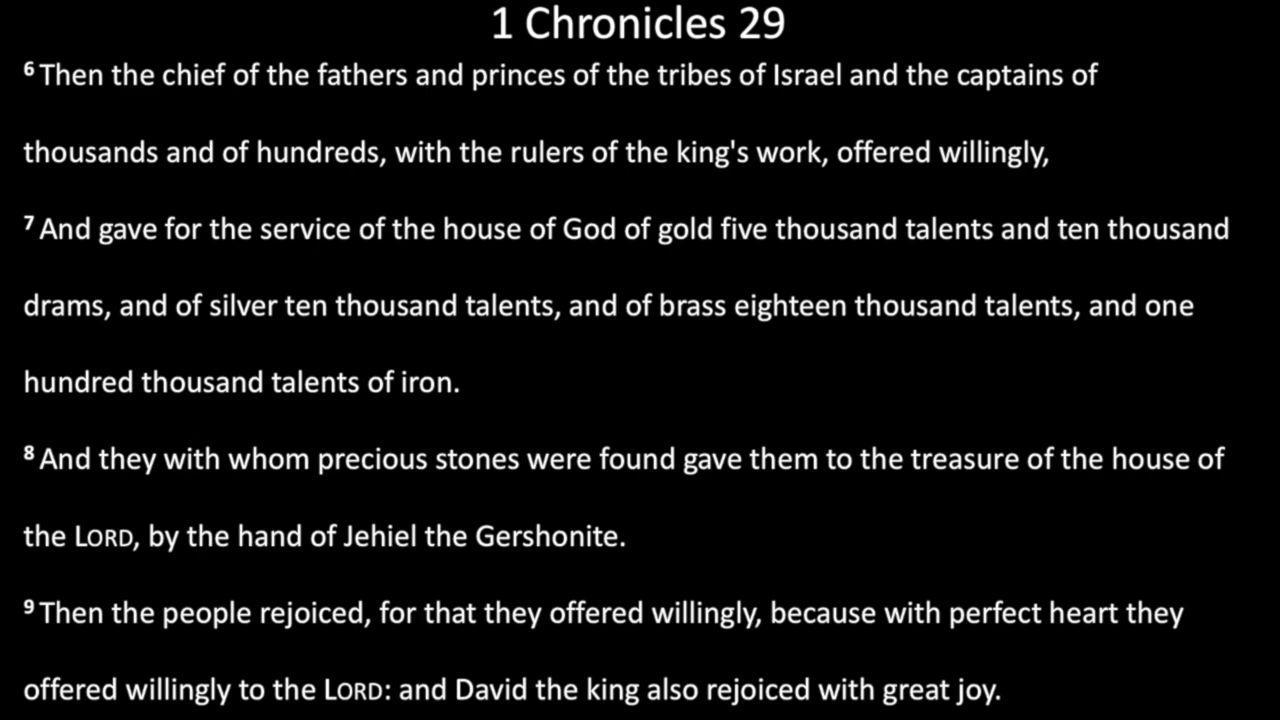 1 Chronicles 29
6 Then the chief of the fathers and princes of the tribes of Israel and the captains of
thousands and of hundreds, with the rulers of the king's work, offered willingly,
7 And gave for the service of the house of God of gold five thousand talents and ten thousand
drams, and of silver ten thousand talents, and of brass eighteen thousand talents, and one
hundred thousand talents of iron.
8 And they with whom precious stones were found gave them to the treasure of the house of
the LORD, by the hand of Jehiel the Gershonite.
9 Then the people rejoiced, for that they offered willingly, because with perfect heart they
offered willingly to the LORD: and David the king also rejoiced with great joy.